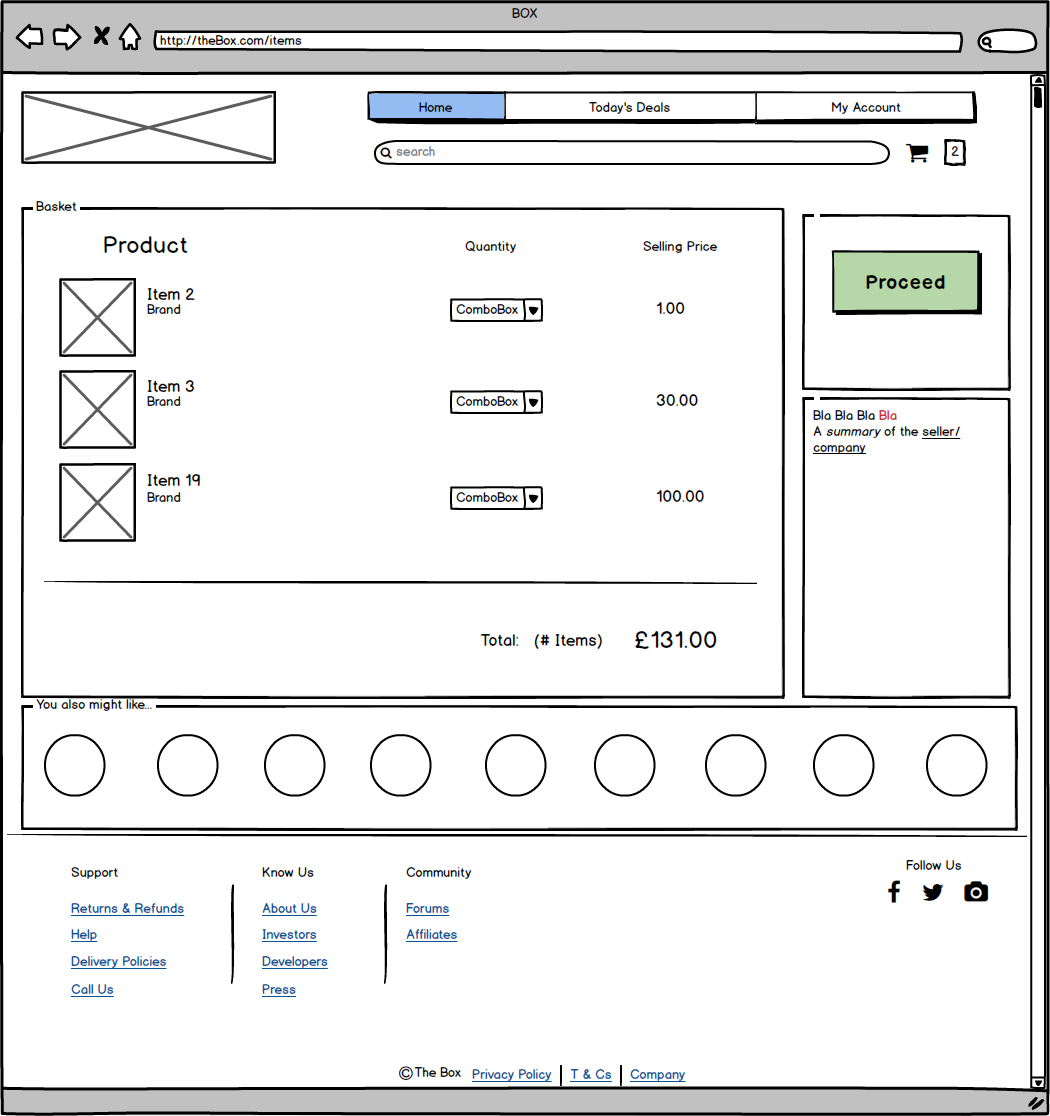 BOX
http://theBox.com/items
Home Today's Deals My Account
search 2
Basket
Product Quantity Selling Price
Item 2
Brand
ComboBox 1.00
Item 3
Brand
ComboBox 30.00
Item 19
Brand
ComboBox 100.00
Total: (# Items) £131.00
Proceed
Bla Bla Bla Bla
A summary of the seller/
company
You also might like...
Support
Returns & Refunds
Help
Delivery Policies
Call Us
Know Us
About Us
Investors
Developers
Press
Community
Forums
Affiliates
Follow Us
©The Box Privacy Policy T & Cs Company